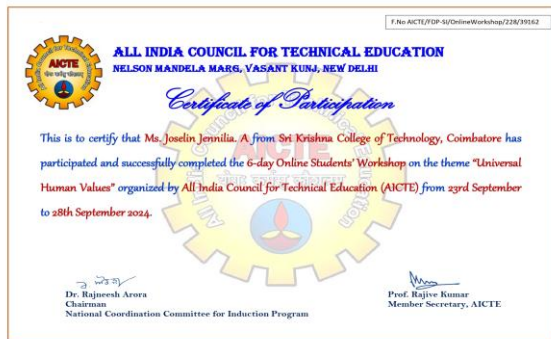 F.No AICTE/FDP-SI/OnlineWorkshop/228/39162
ALL INDIA COUNCIL FOR TECHNICAL EDUCATION
NELSON MANDELA MARG, VASANT KUNJ, NEW DELHI
AICTE
Certificate of Participation
This is to certify that Ms. Joselin Jennilia. A from Sri Krishna College of Technology, Coimbatore has
participated and successfully completed the 6-day Online Students' Workshop on the theme "Universal
Human Values" organized by All India Council for Technical Education (AICTE) from 23rd September
to 28th September 2024.
Dr. Rajneesh Arora
Chairman
National Coordination Committee for Induction Program
Prof. Rajive Kumar
Member Secretary, AICTE